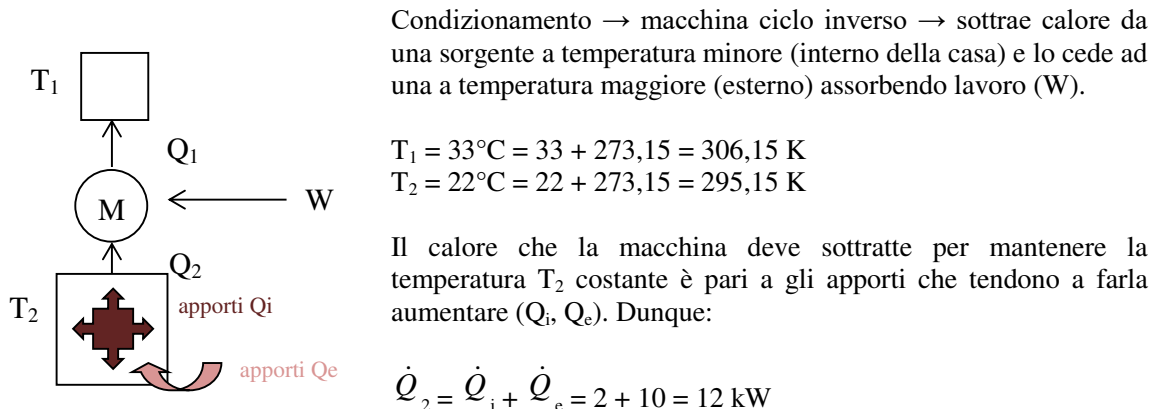 Condizionamento → macchina ciclo inverso → sottrae calore da
una sorgente a temperatura minore (interno della casa) e lo cede ad
una a temperatura maggiore (esterno) assorbendo lavoro (W).
T₁
Q₁
T₁ = 33°C = 33 + 273,15 = 306,15 K
T₂ = 22°C = 22 + 273,15 = 295,15 K
M
W
Il calore che la macchina deve sottratte per mantenere la
temperatura T₂ costante è pari a gli apporti che tendono a farla
aumentare (Qᵢ, Qₑ). Dunque:
Q₂
T₂
apporti Qi
apporti Qe
Q̇ ₂ = Q̇ ᵢ + Q̇ ₑ = 2 + 10 = 12 kW